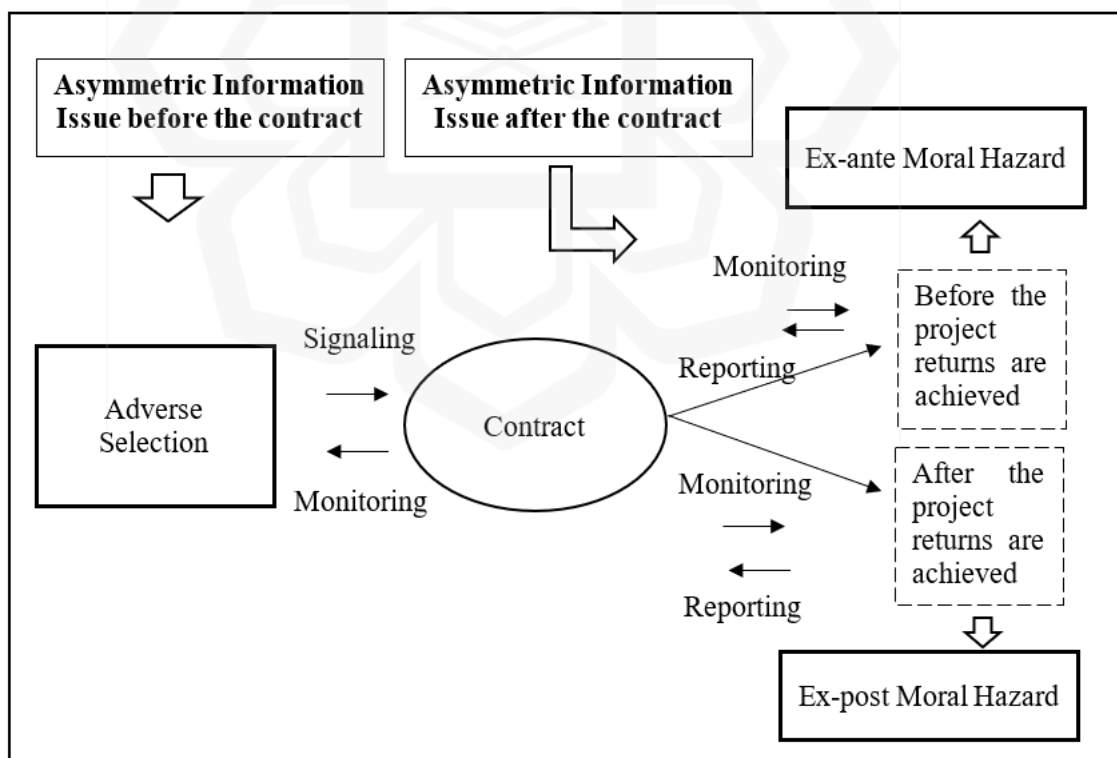 Asymmetric Information
Issue before the contract
Asymmetric Information
Issue after the contract
Ex-ante Moral Hazard
Monitoring
Before the
project
returns are
achieved
Signaling
Reporting
Adverse
Selection
Contract
Monitoring
Monitoring
After the
project
returns are
achieved
Reporting
Ex-post Moral Hazard